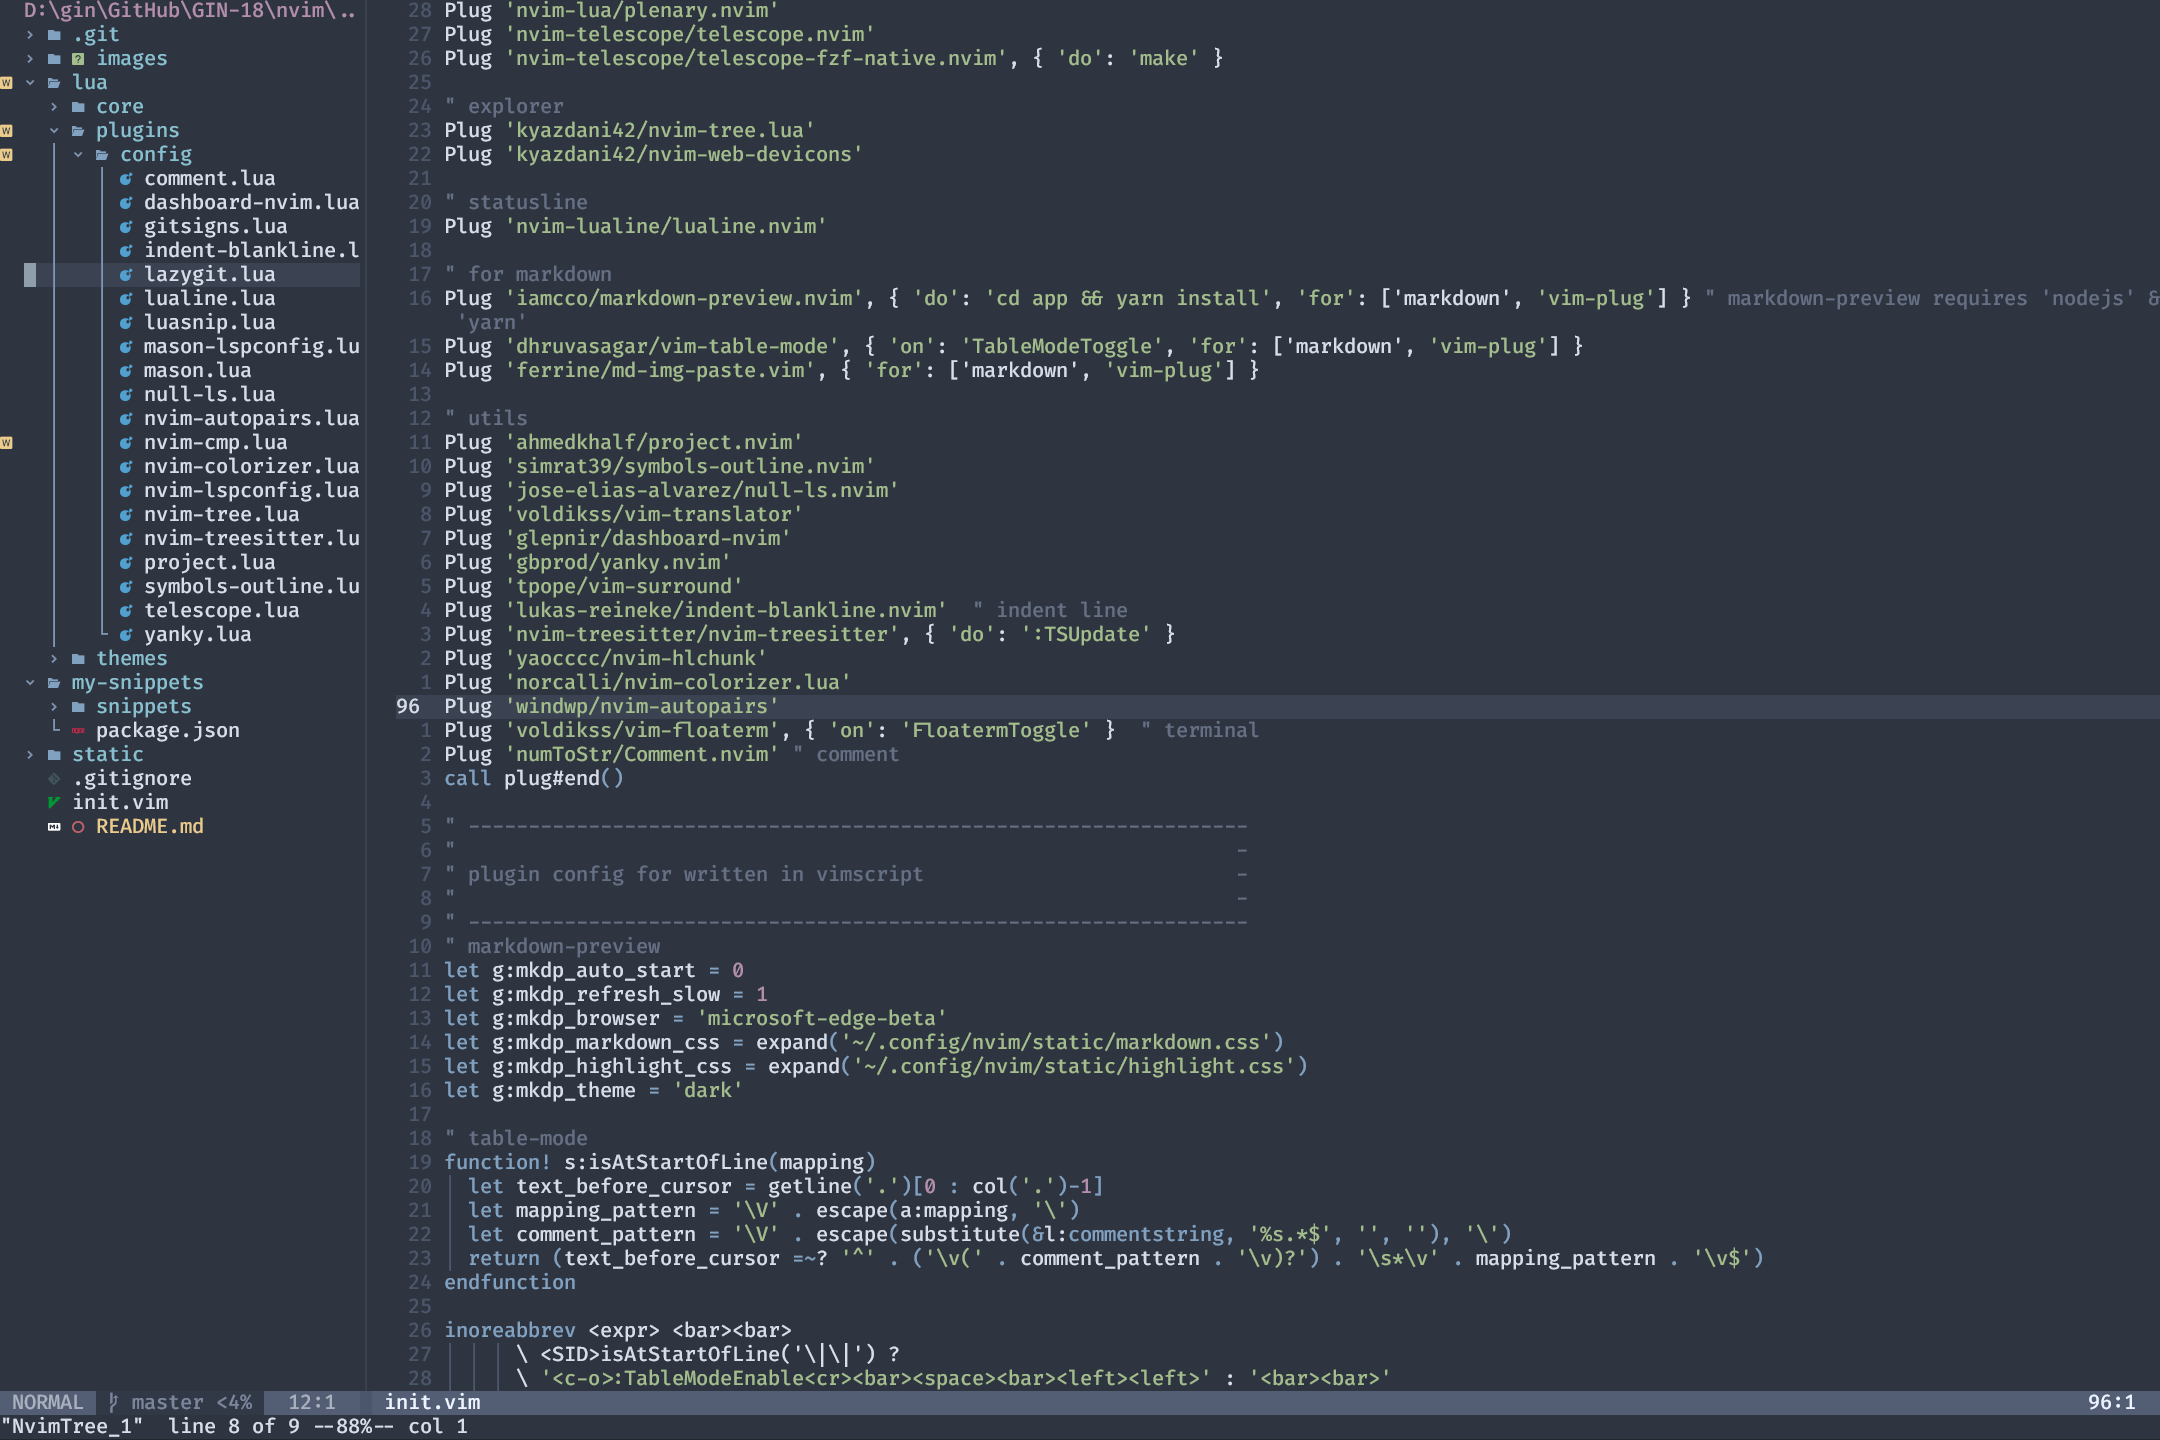 D:\gin\GitHub\GIN-18\nvim\..
.git
images
lua
core
plugins
config
comment.lua
dashboard-nvim.lua
gitsigns.lua
indent-blankline.l
lazygit.lua
lualine.lua
luasnip.lua
mason-lspconfig.lu
mason.lua
null-ls.lua
nvim-autopairs.lua
nvim-cmp.lua
nvim-colorizer.lua
nvim-lspconfig.lua
nvim-tree.lua
nvim-treesitter.lu
project.lua
symbols-outline.lu
telescope.lua
yanky.lua
themes
my-snippets
snippets
package.json
static
.gitignore
init.vim
README.md
28 Plug 'nvim-lua/plenary.nvim'
27 Plug 'nvim-telescope/telescope.nvim'
26 Plug 'nvim-telescope/telescope-fzf-native.nvim', { 'do': 'make' }
25
24 " explorer
23 Plug 'kyazdani42/nvim-tree.lua'
22 Plug 'kyazdani42/nvim-web-devicons'
21
20 " statusline
19 Plug 'nvim-lualine/lualine.nvim'
18
17 " for markdown
16 Plug 'iamcco/markdown-preview.nvim', { 'do': 'cd app && yarn install', 'for': ['markdown', 'vim-plug'] } " markdown-preview requires 'nodejs' &
'yarn'
15 Plug 'dhruvasagar/vim-table-mode', { 'on': 'TableModeToggle', 'for': ['markdown', 'vim-plug'] }
14 Plug 'ferrine/md-img-paste.vim', { 'for': ['markdown', 'vim-plug'] }
13
12 " utils
11 Plug 'ahmedkhalf/project.nvim'
10 Plug 'simrat39/symbols-outline.nvim'
9 Plug 'jose-elias-alvarez/null-ls.nvim'
8 Plug 'voldikss/vim-translator'
7 Plug 'glepnir/dashboard-nvim'
6 Plug 'gbprod/yanky.nvim'
5 Plug 'tpope/vim-surround'
4 Plug 'lukas-reineke/indent-blankline.nvim'  " indent line
3 Plug 'nvim-treesitter/nvim-treesitter', { 'do': ':TSUpdate' }
2 Plug 'yaocccc/nvim-hlchunk'
1 Plug 'norcalli/nvim-colorizer.lua'
96 Plug 'windwp/nvim-autopairs'
1 Plug 'voldikss/vim-floaterm', { 'on': 'FloatermToggle' }  " terminal
2 Plug 'numToStr/Comment.nvim' " comment
3 call plug#end()
4
5 " -----------------------------------------------------------------
6 "                                                                 -
7 " plugin config for written in vimscript                          -
8 "                                                                 -
9 " -----------------------------------------------------------------
10 " markdown-preview
11 let g:mkdp_auto_start = 0
12 let g:mkdp_refresh_slow = 1
13 let g:mkdp_browser = 'microsoft-edge-beta'
14 let g:mkdp_markdown_css = expand('~/.config/nvim/static/markdown.css')
15 let g:mkdp_highlight_css = expand('~/.config/nvim/static/highlight.css')
16 let g:mkdp_theme = 'dark'
17
18 " table-mode
19 function! s:isAtStartOfLine(mapping)
20   let text_before_cursor = getline('.')[0 : col('.')-1]
21   let mapping_pattern = '\V' . escape(a:mapping, '\')
22   let comment_pattern = '\V' . escape(substitute(&l:commentstring, '%s.*$', '', ''), '\')
23   return (text_before_cursor =~? '^' . ('\v(' . comment_pattern . '\v)?') . '\s*\v' . mapping_pattern . '\v$')
24 endfunction
25
26 inoreabbrev <expr> <bar><bar>
27       \ <SID>isAtStartOfLine('\|\|') ?
28       \ '<c-o>:TableModeEnable<cr><bar><space><bar><left><left>' : '<bar><bar>'
NORMAL master <4% 12:1 init.vim 96:1
"NvimTree_1"  line 8 of 9 --88%-- col 1